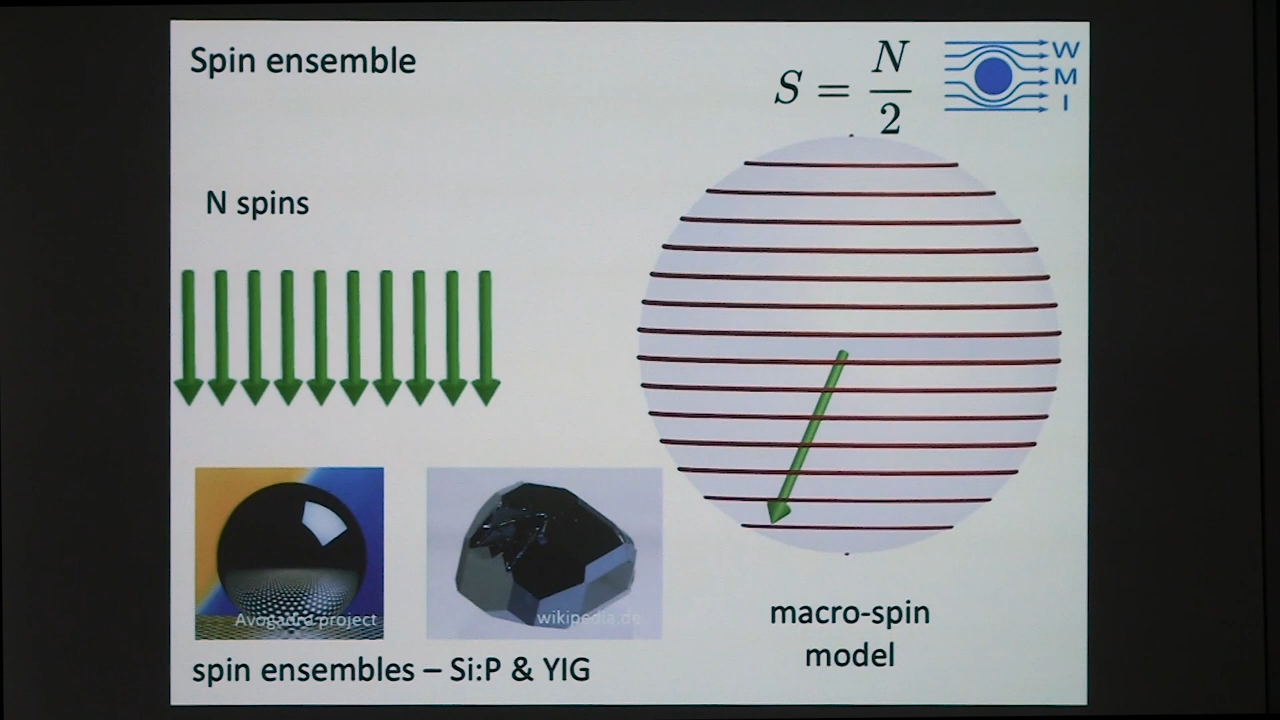 Spin ensemble
S = N/2
W
M
I
N spins
Avogadro project
wikipedia.de
spin ensembles – Si:P & YIG
macro-spin
model